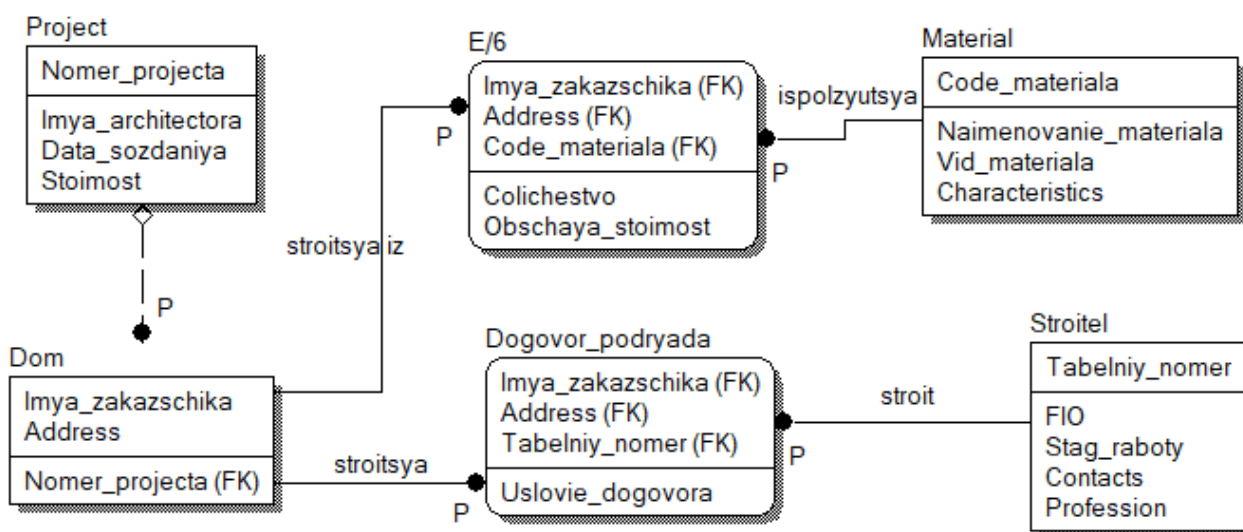 Project
Nomer_projecta
Imya_architectora
Data_sozdaniya
Stoimost
P
E/6
Imya_zakazschika (FK)
Address (FK)
Code_materiala (FK)
Colichestvo
Obschaya_stoimost
P
stroitsya iz
Material
Code_materiala
Naimenovanie_materiala
Vid_materiala
Characteristics
ispolzyutsya
P
Dom
Imya_zakazschika
Address
Nomer_projecta (FK)
stroitsya
P
Dogovor_podryada
Imya_zakazschika (FK)
Address (FK)
Tabelniy_nomer (FK)
Uslovie_dogovora
stroit
P
Stroitel
Tabelniy_nomer
FIO
Stag_raboty
Contacts
Profession